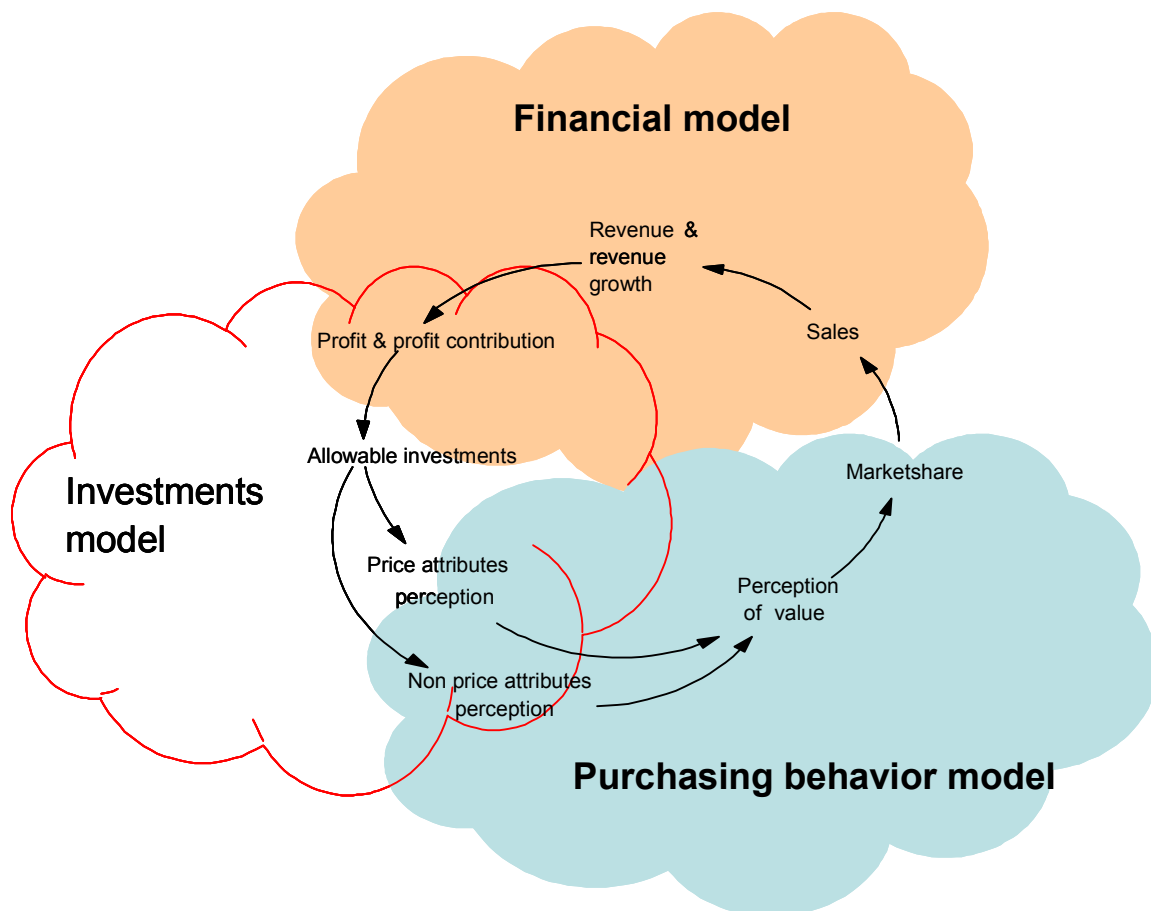 Financial model
Revenue & 
revenue
growth
Sales
Profit & profit contribution
Allowable investments
Marketshare
Investments
model
Price attributes
perception
Perception
of value
Non price attributes
perception
Purchasing behavior model